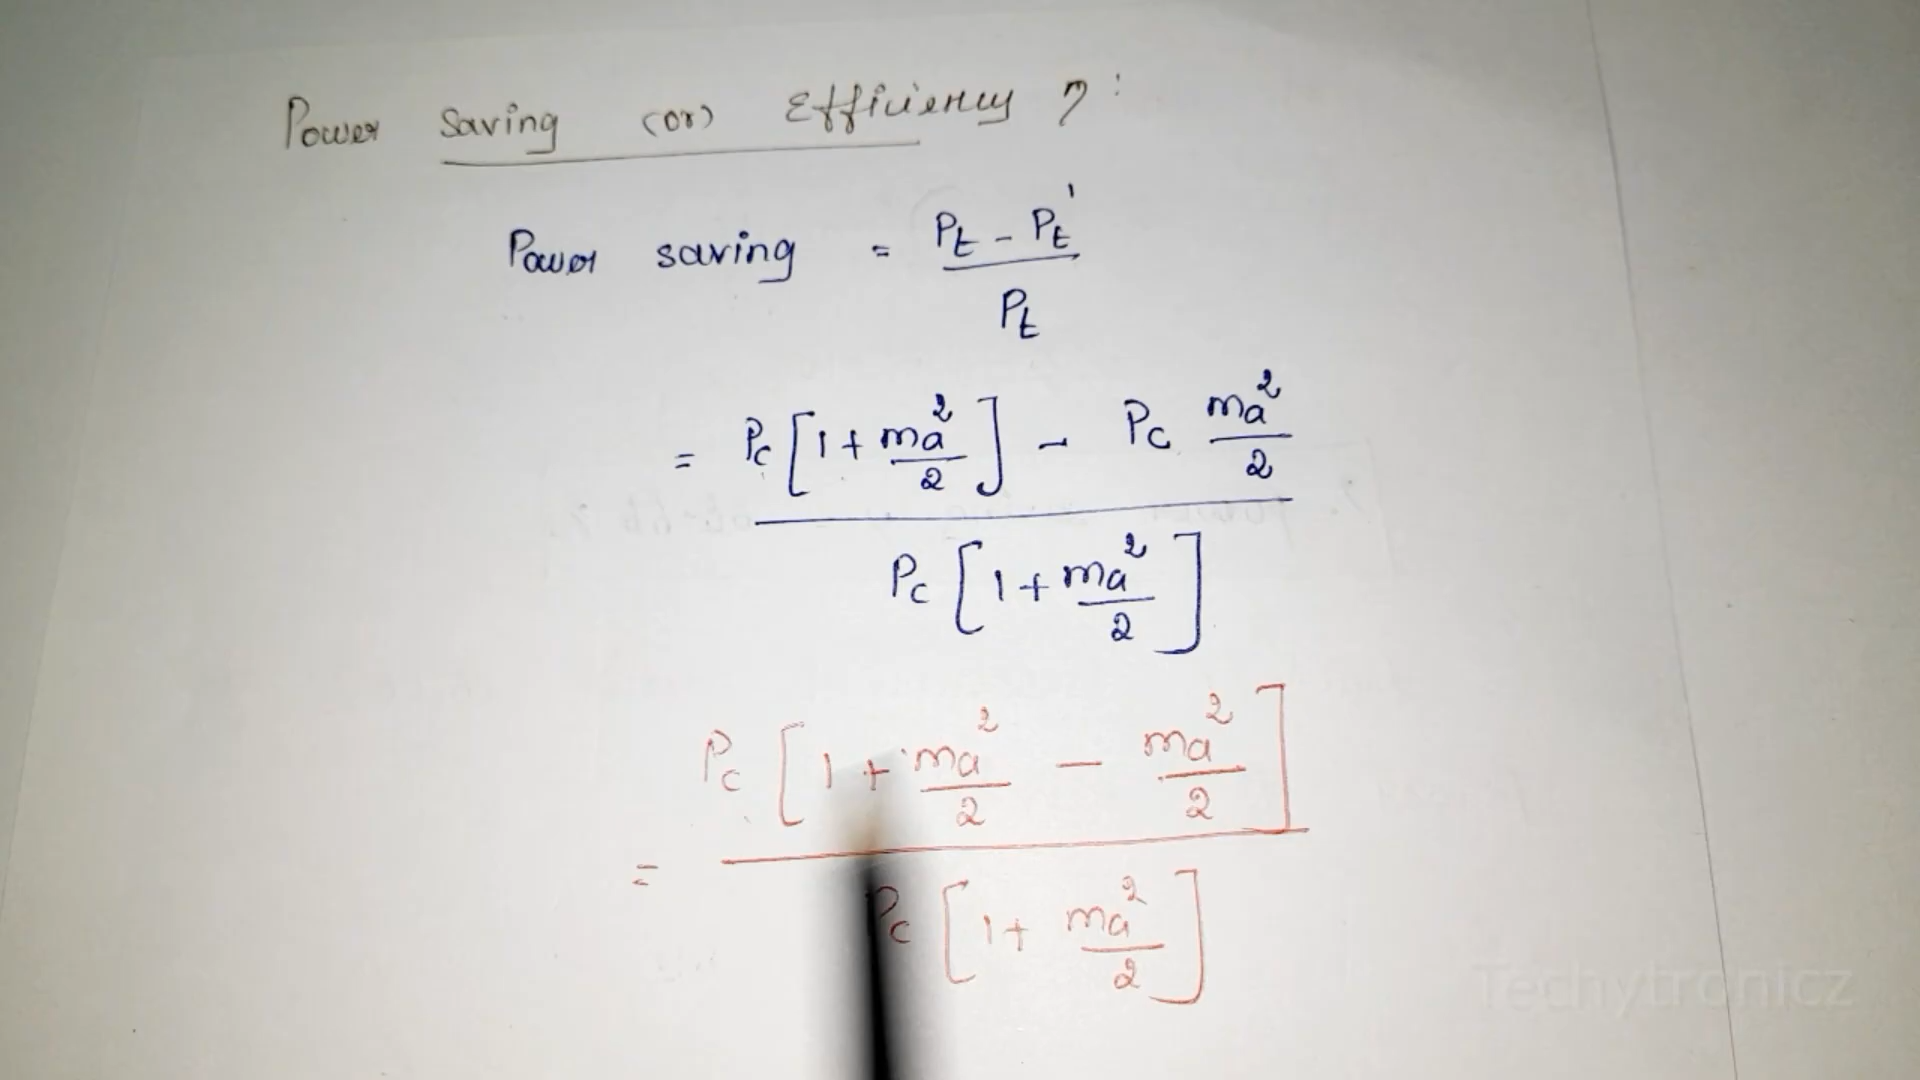 Power saving (or) Efficiency η:
Power saving = Pt - Pt' / Pt
= Pc [1 + ma²/2] - Pc ma²/2
Pc [1 + ma²/2]
= Pc [1 + ma²/2 - ma²/2]
Pc [1 + ma²/2]
Techytronicz